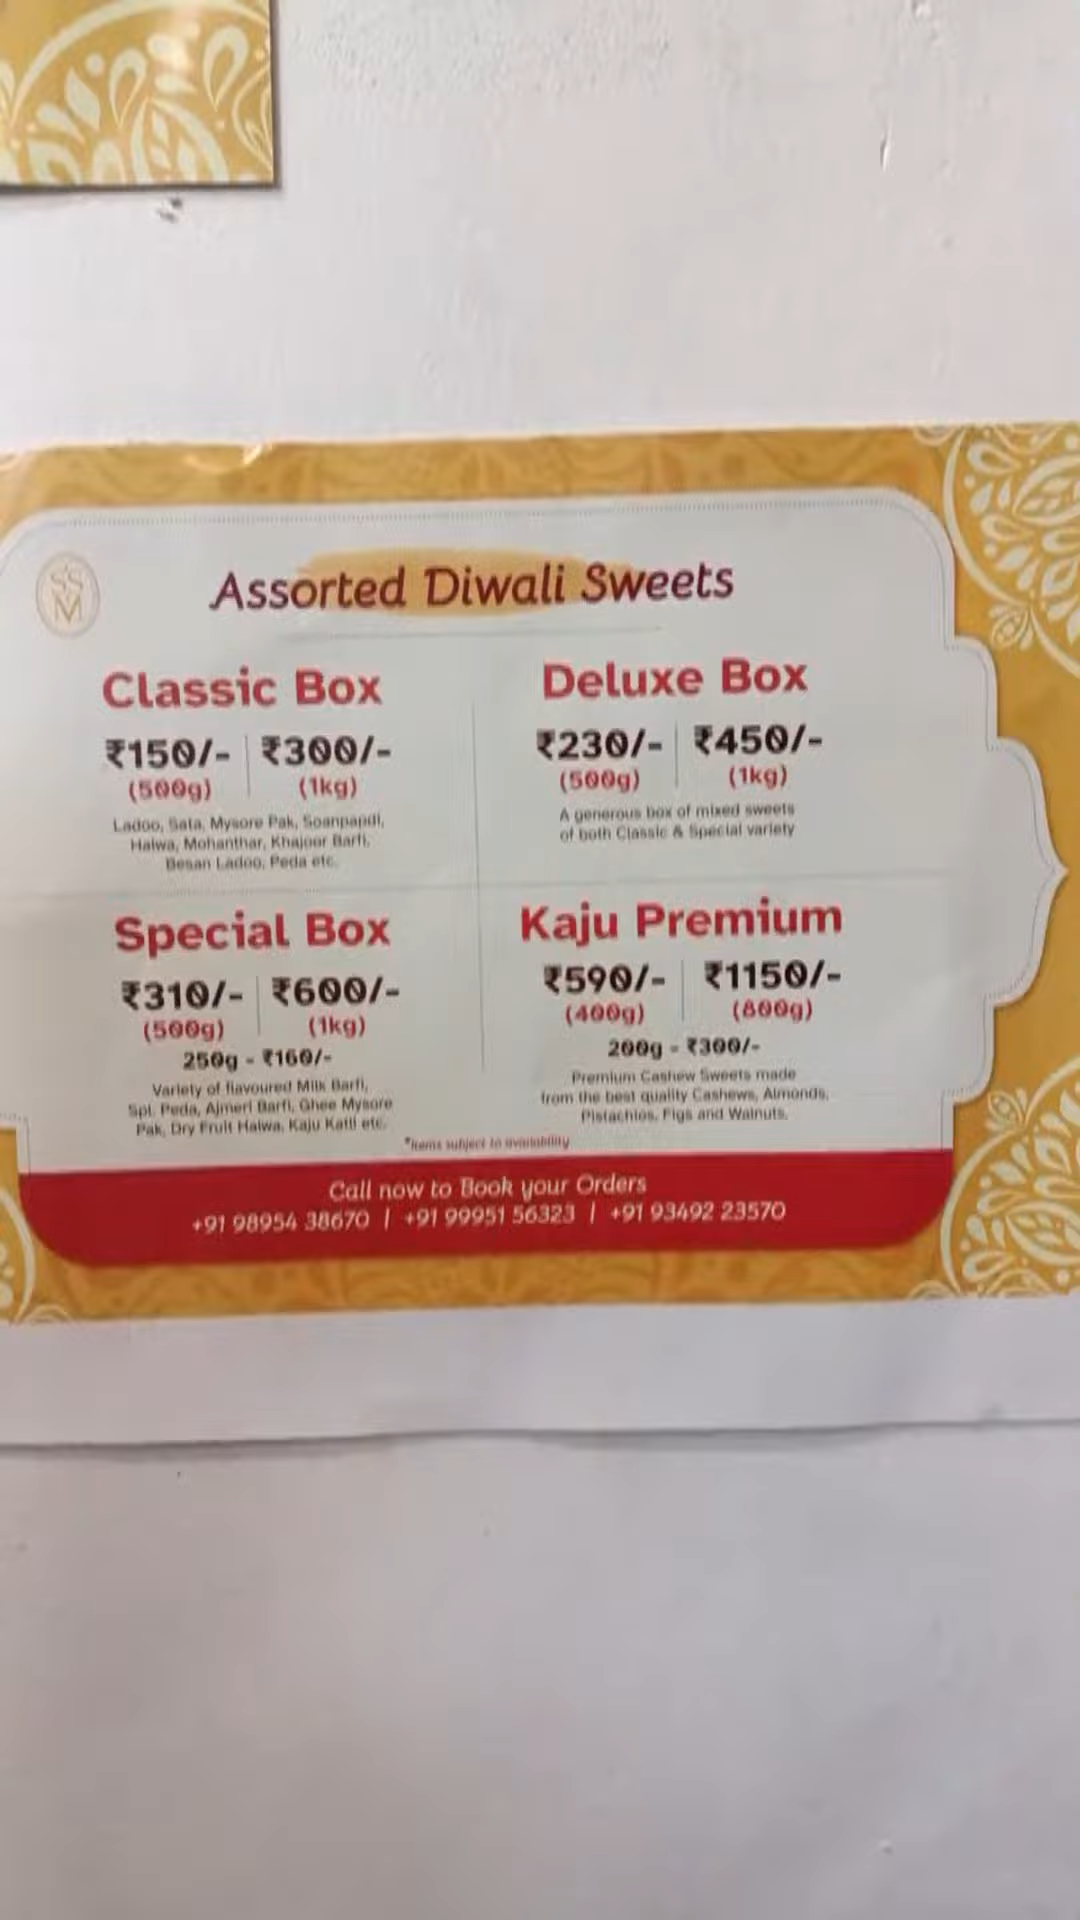 SSM
Assorted Diwali Sweets
Classic Box
₹150/- ₹300/-
(500g) (1kg)
Ladoo, Sata, Mysore Pak, Soanpapdi,
Halwa, Mohanthar, Khajoor Barfi,
Besan Ladoo, Peda etc.
Deluxe Box
₹230/- ₹450/-
(500g) (1kg)
A generous box of mixed sweets
of both Classic & Special variety
Special Box
₹310/- ₹600/-
(500g) (1kg)
250g - ₹160/-
Variety of flavoured Milk Barfi,
Spl. Peda, Ajmeri Barfi, Ghee Mysore
Pak, Dry Fruit Halwa, Kaju Katli etc.
Kaju Premium
₹590/- ₹1150/-
(400g) (800g)
200g - ₹300/-
Premium Cashew Sweets made
from the best quality Cashews, Almonds,
Pistachios, Figs and Walnuts.
*Items subject to availability
Call now to Book your Orders
+91 98954 38670 | +91 99951 56323 | +91 93492 23570